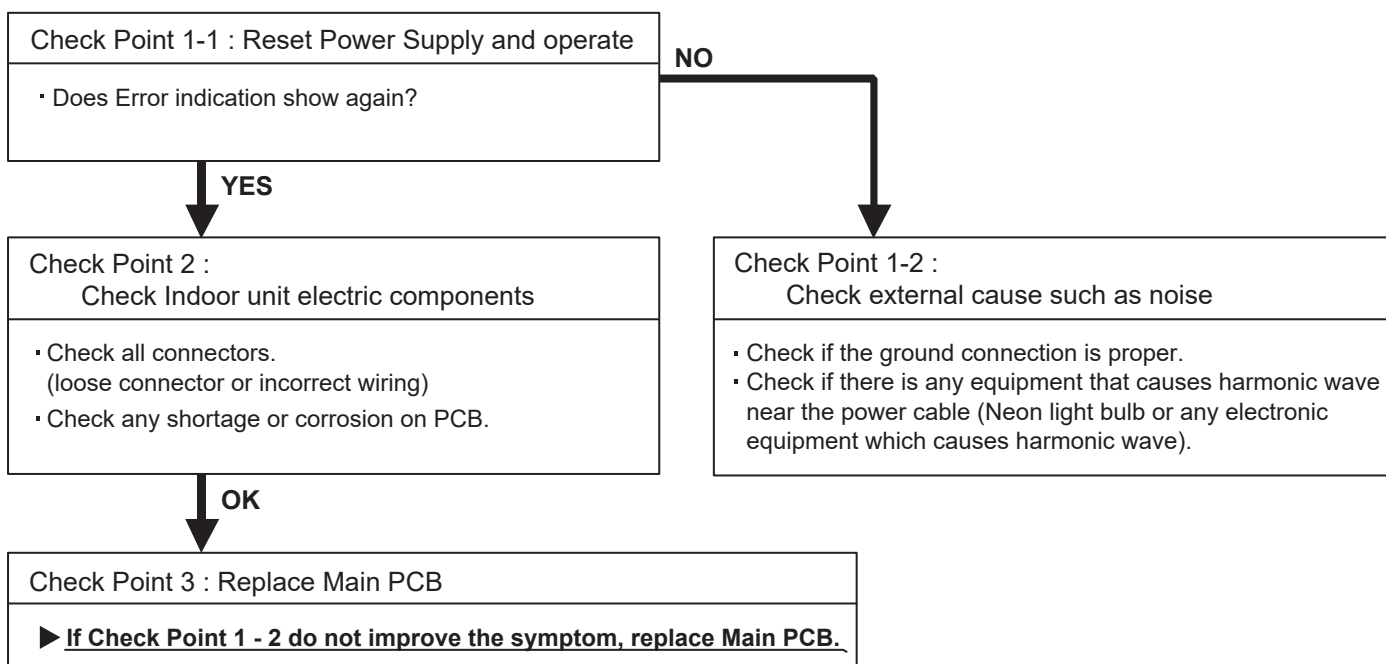 Check Point 1-1 : Reset Power Supply and operate
· Does Error indication show again?
NO
YES
Check Point 2 :
Check Indoor unit electric components
· Check all connectors.
(loose connector or incorrect wiring)
· Check any shortage or corrosion on PCB.
Check Point 1-2 :
Check external cause such as noise
· Check if the ground connection is proper.
· Check if there is any equipment that causes harmonic wave
near the power cable (Neon light bulb or any electronic
equipment which causes harmonic wave).
OK
Check Point 3 : Replace Main PCB
▶ If Check Point 1 - 2 do not improve the symptom, replace Main PCB.